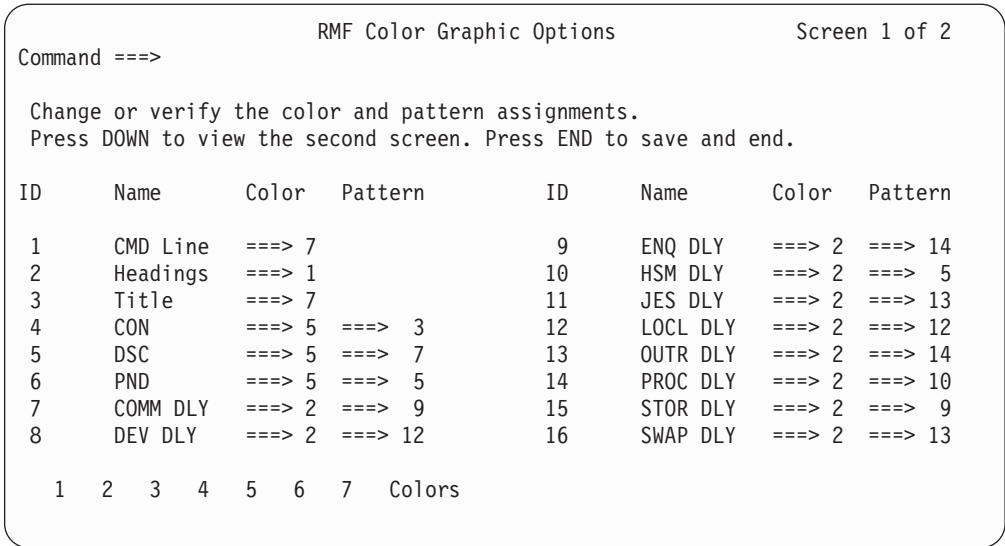 RMF Color Graphic Options Screen 1 of 2
Command ===>
Change or verify the color and pattern assignments.
Press DOWN to view the second screen. Press END to save and end.
ID Name Color Pattern ID Name Color Pattern
1 CMD Line ===> 7 9 ENQ DLY ===> 2 ===> 14
2 Headings ===> 1 10 HSM DLY ===> 2 ===> 5
3 Title ===> 7 11 JES DLY ===> 2 ===> 13
4 CON ===> 5 ===> 3 12 LOCL DLY ===> 2 ===> 12
5 DSC ===> 5 ===> 7 13 OUTR DLY ===> 2 ===> 14
6 PND ===> 5 ===> 5 14 PROC DLY ===> 2 ===> 10
7 COMM DLY ===> 2 ===> 9 15 STOR DLY ===> 2 ===> 9
8 DEV DLY ===> 2 ===> 12 16 SWAP DLY ===> 2 ===> 13
1 2 3 4 5 6 7 Colors